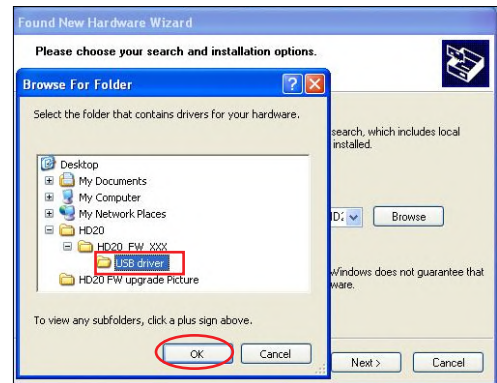 Found New Hardware Wizard
Please choose your search and installation options.
Browse For Folder
Select the folder that contains drivers for your hardware.
search, which includes local
installed.
Desktop
My Documents
My Computer
My Network Places
HD20
HD20_FW_XXX
USB driver
HD20 FW upgrade Picture
Browse
Windows does not guarantee that
ware.
To view any subfolders, click a plus sign above.
OK
Cancel
Next >
Cancel